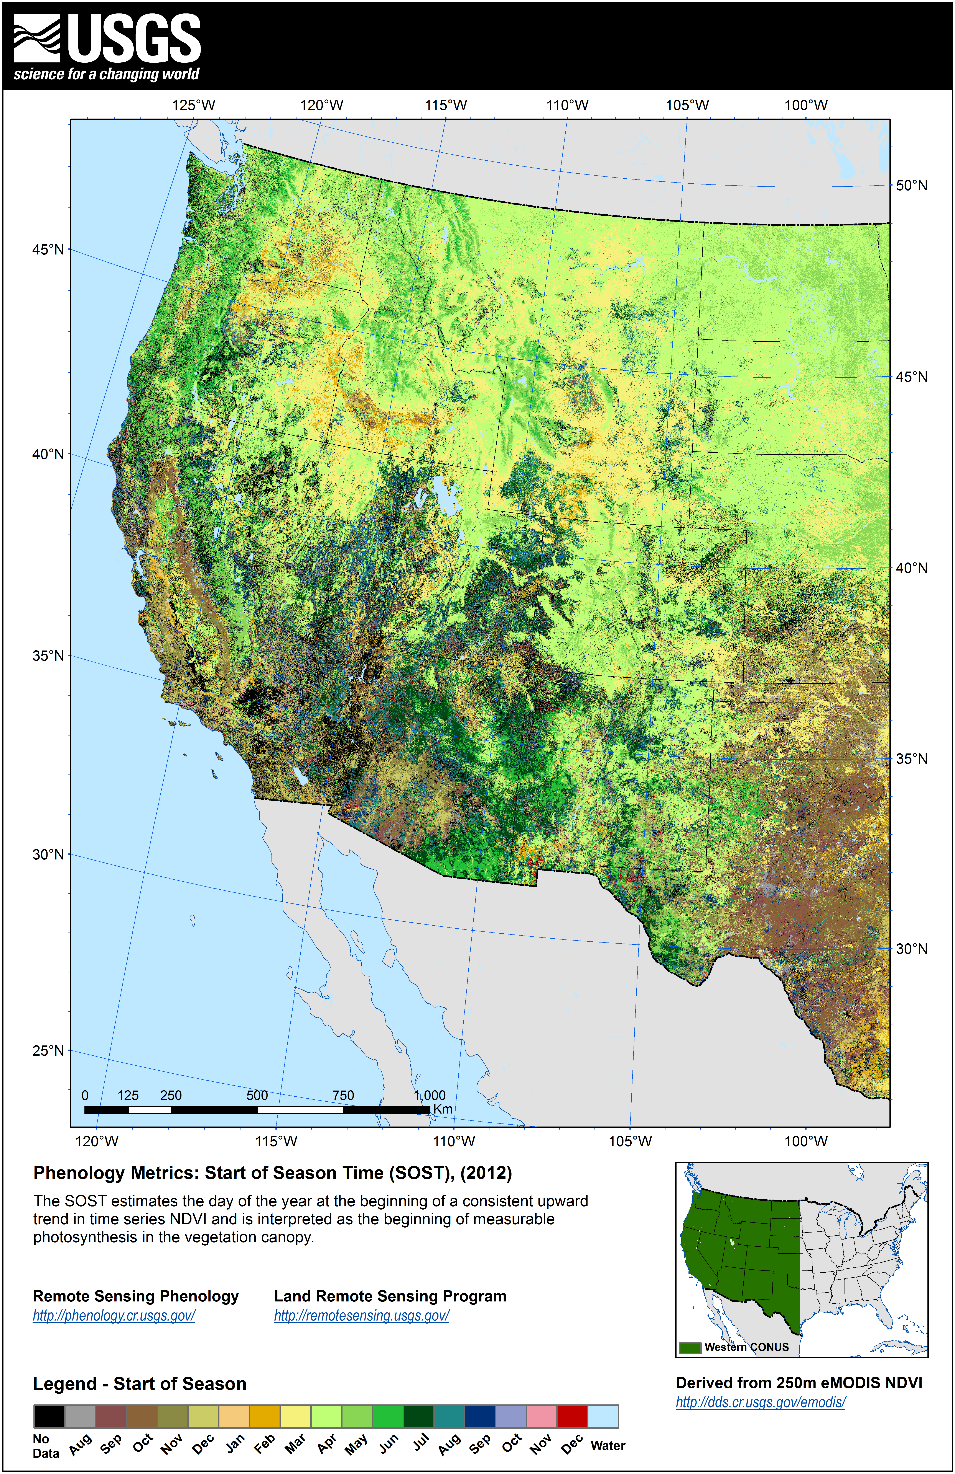 USGS
science for a changing world
125°W 120°W 115°W 110°W 105°W 100°W
50°N
45°N
45°N
40°N
40°N
35°N
35°N
30°N
30°N
25°N
0 125 250 500 750 1,000
Km
120°W 115°W 110°W 105°W 100°W
Phenology Metrics: Start of Season Time (SOST), (2012)
The SOST estimates the day of the year at the beginning of a consistent upward
trend in time series NDVI and is interpreted as the beginning of measurable
photosynthesis in the vegetation canopy.
Remote Sensing Phenology
http://phenology.cr.usgs.gov/
Land Remote Sensing Program
http://remotesensing.usgs.gov/
Western CONUS
Legend - Start of Season
No Data Aug Sep Oct Nov Dec Jan Feb Mar Apr May Jun Jul Aug Sep Oct Nov Dec Water
Derived from 250m eMODIS NDVI
http://dds.cr.usgs.gov/emodis/